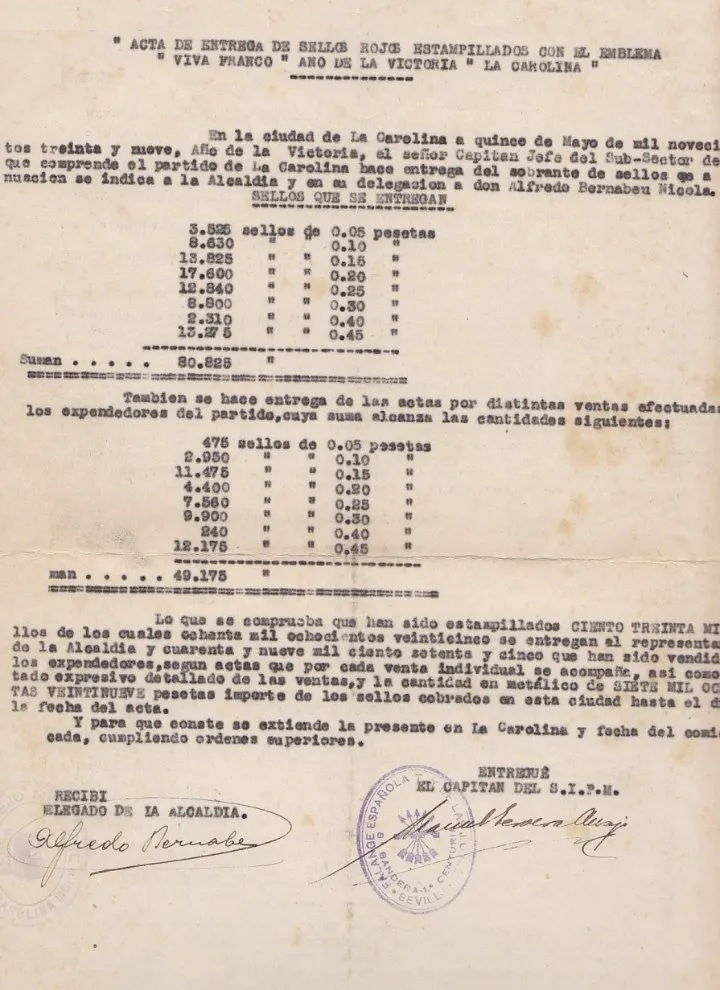 " ACTA DE ENTREGA DE SELLOS ROJOS ESTAMPILLADOS CON EL EMBLEMA
" VIVA FRANCO " AÑO DE LA VICTORIA " LA CAROLINA "
En la ciudad de La Carolina a quince de Mayo de mil noveci
tos treinta y nueve, Año de la Victoria, el señor Capitan Jefe del Sub-Sector de
que comprende el partido de La Carolina hace entrega del sobrante de sellos que a
nuacion se indica a la Alcaldia y en su delegacion a don Alfredo Bernabeu Nicola.
SELLOS QUE SE ENTREGAN
3.525 sellos de 0.05 pesetas
8.630 " " 0.10 "
13.825 " " 0.15 "
17.600 " " 0.20 "
12.840 " " 0.25 "
8.800 " " 0.30 "
2.310 " " 0.40 "
13.275 " " 0.45 "
Suman . . . . . 80.825 "
Tambien se hace entrega de las actas por distintas ventas efectuadas
los expendedores del partido,cuya suma alcanza las cantidades siguientes:
475 sellos de 0.05 pesetas
2.950 " " 0.10 "
11.475 " " 0.15 "
4.400 " " 0.20 "
7.560 " " 0.25 "
9.900 " " 0.30 "
240 " " 0.40 "
12.175 " " 0.45 "
man . . . . . 49.175 "
Lo que se comprueba que han sido estampillados CIENTO TREINTA MI
llos de los cuales ochenta mil ochocientos veinticinco se entregan al representa
de la Alcaldia y cuarenta y nueve mil ciento setenta y cinco que han sido vendid
los expendedores,segun actas que por cada venta individual se acompaña, asi como
tado expresivo detallado de las ventas,y la cantidad en metálico de SIETE MIL OC
TAS VEINTINUEVE pesetas importe de los sellos cobrados en esta ciudad hasta el d
la fecha del acta.
Y para que conste se extiende la presente en La Carolina y fecha del comi
cada, cumpliendo ordenes superiores.
ENTREGUÉ
EL CAPITAN DEL S.I.P.M.
RECIBI
ELEGADO DE LA ALCALDIA.
Alfredo Bernabeu
Manuel
FALANGE ESPAÑOLA
BANDERA-1ª CENTURIA
SEVILLA